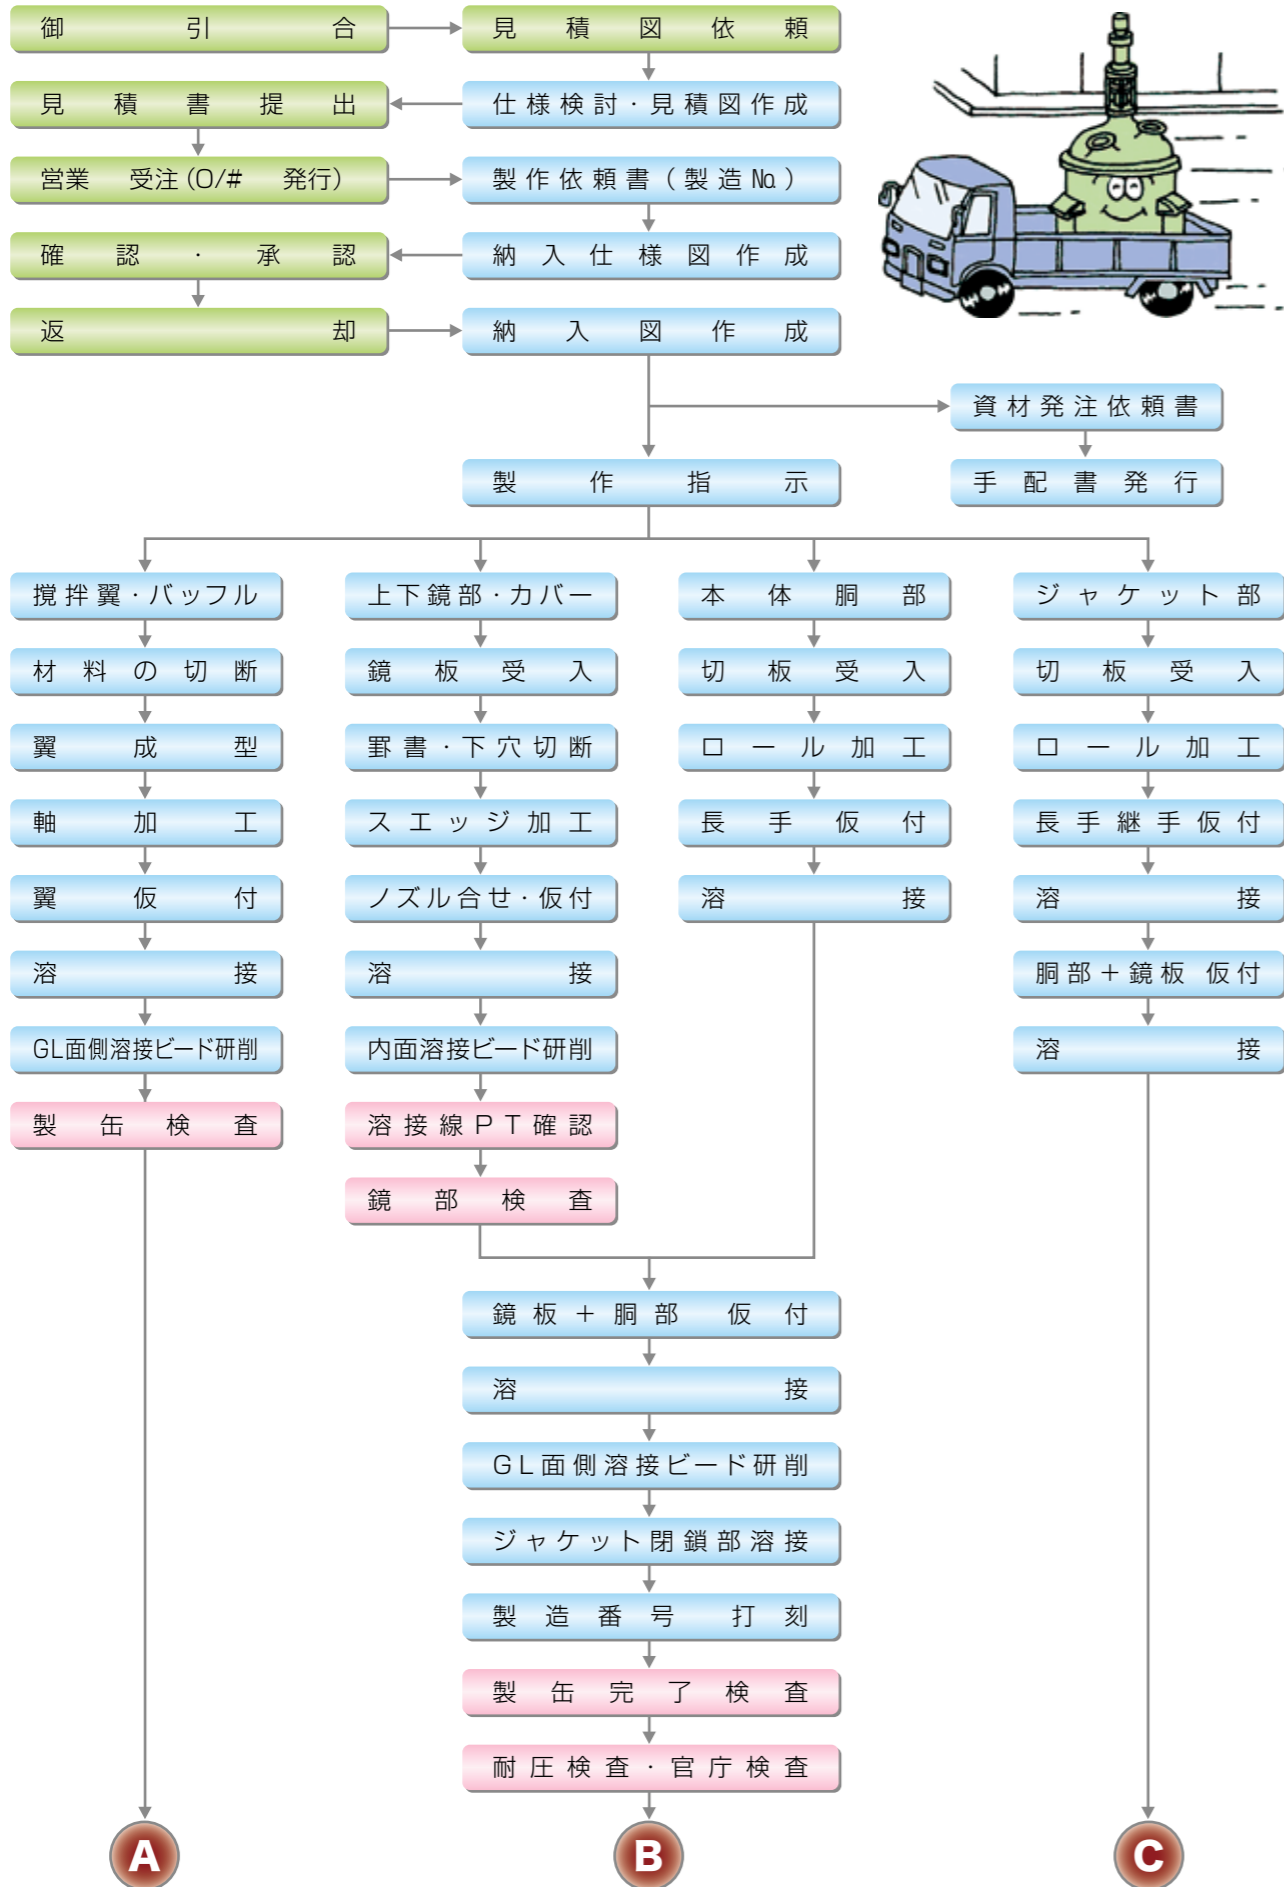 御引合
見積図依頼
見積書提出
仕様検討・見積図作成
営業 受注(O/# 発行)
製作依頼書(製造№)
確認・承認
納入仕様図作成
返却
納入図作成
資材発注依頼書
製作指示
手配書発行
撹拌翼・バッフル
上下鏡部・カバー
本体胴部
ジャケット部
材料の切断
鏡板受入
切板受入
切板受入
翼成型
罫書・下穴切断
ロール加工
ロール加工
軸加工
スエッジ加工
長手仮付
長手継手仮付
翼仮付
ノズル合せ・仮付
溶接
溶接
溶接
溶接
胴部+鏡板 仮付
GL面側溶接ビード研削
内面溶接ビード研削
溶接
製缶検査
溶接線PT確認
鏡部検査
鏡板+胴部 仮付
溶接
GL面側溶接ビード研削
ジャケット閉鎖部溶接
製造番号 打刻
製缶完了検査
耐圧検査・官庁検査
A
B
C